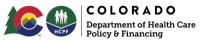 HCPF
COLORADO
Department of Health Care
Policy & Financing